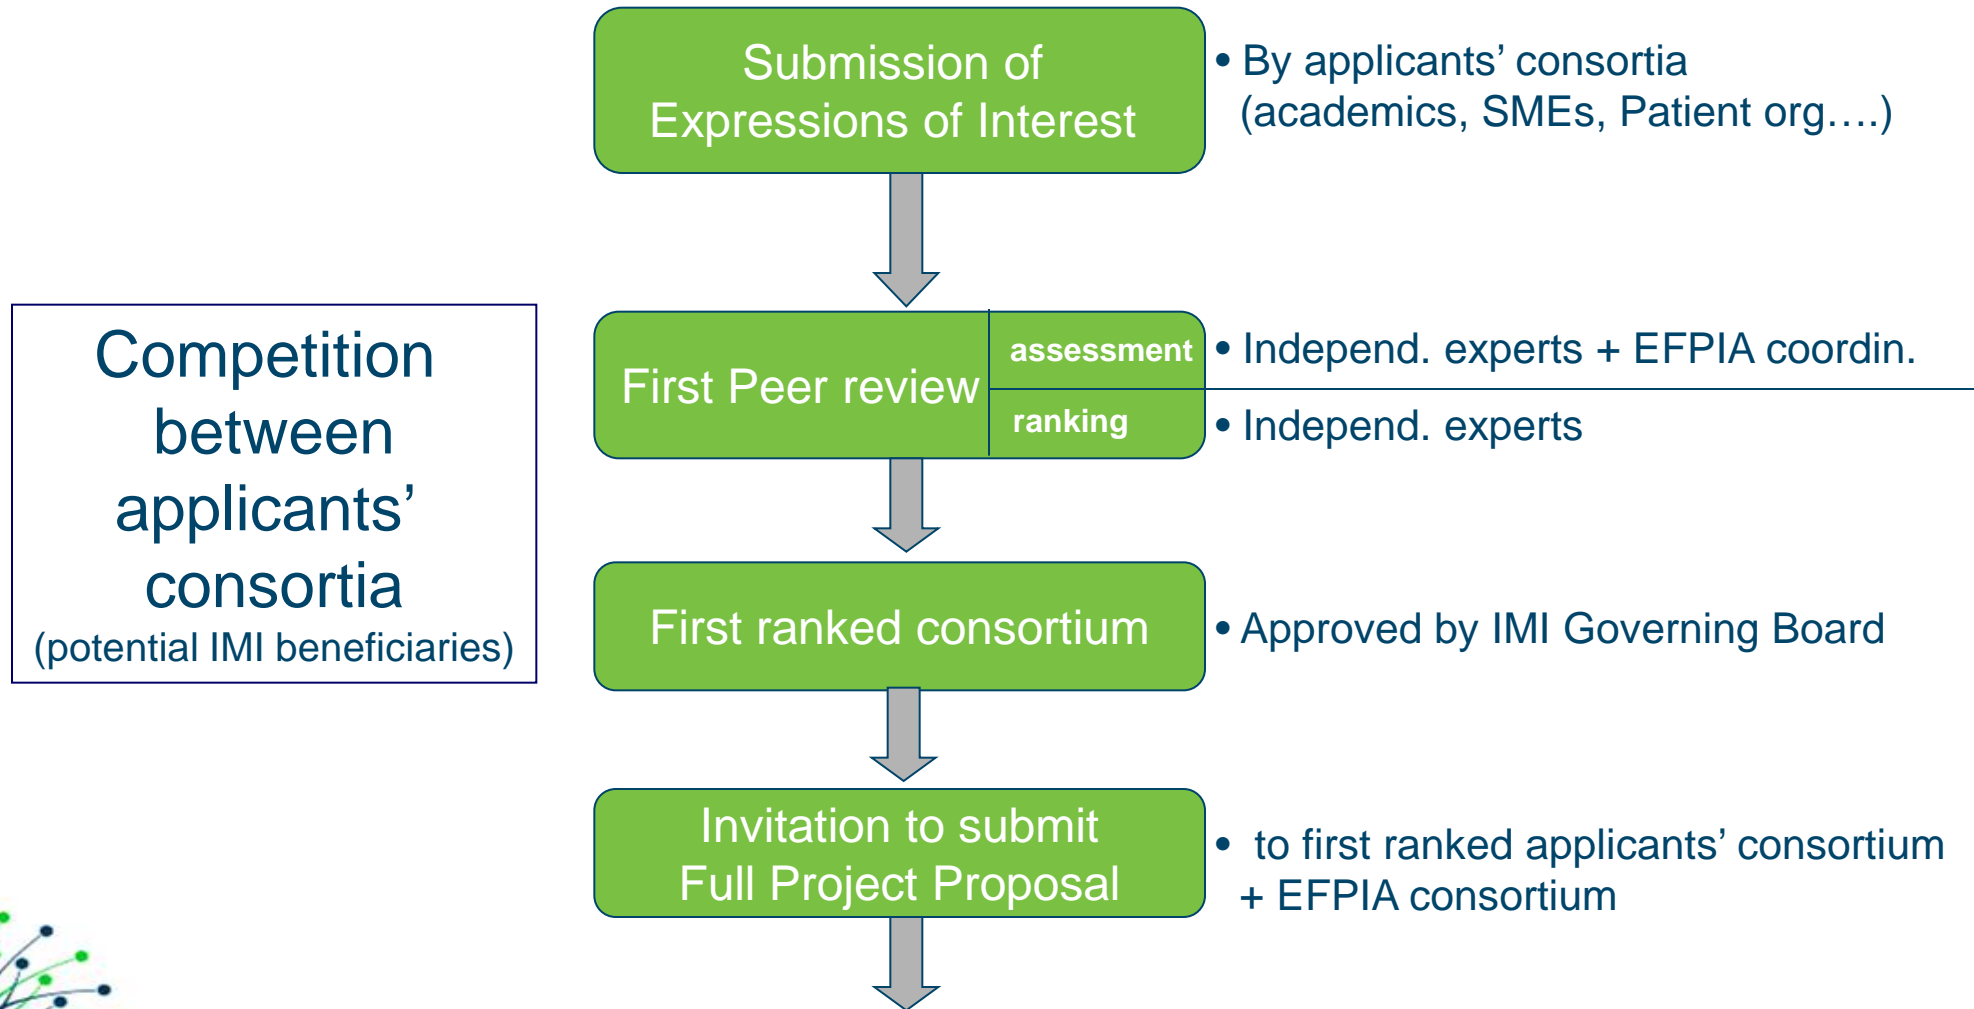 Submission of
Expressions of Interest
• By applicants’ consortia
(academics, SMEs, Patient org….)
Competition
between
applicants’
consortia
(potential IMI beneficiaries)
First Peer review
assessment
ranking
• Independ. experts + EFPIA coordin.
• Independ. experts
First ranked consortium
• Approved by IMI Governing Board
Invitation to submit
Full Project Proposal
• to first ranked applicants’ consortium
+ EFPIA consortium